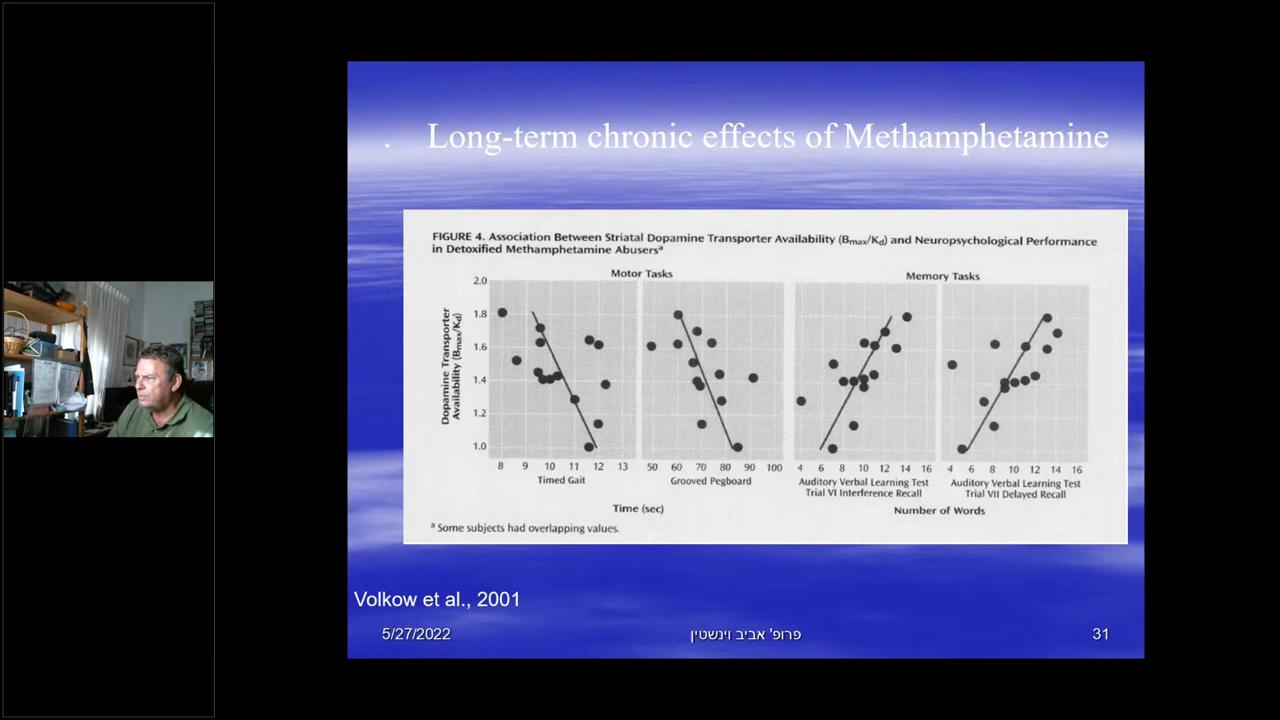 . Long-term chronic effects of Methamphetamine
FIGURE 4. Association Between Striatal Dopamine Transporter Availability (Bmax/Kd) and Neuropsychological Performance
in Detoxified Methamphetamine Abusersª
Motor Tasks
Memory Tasks
Dopamine Transporter
Availability (Bmax/Kd)
2.0
1.8
1.6
1.4
1.2
1.0
8 9 10 11 12 13
50 60 70 80 90 100
4 6 8 10 12 14 16
4 6 8 10 12 14 16
Timed Gait
Grooved Pegboard
Auditory Verbal Learning Test
Trial VI Interference Recall
Auditory Verbal Learning Test
Trial VII Delayed Recall
Time (sec)
Number of Words
ª Some subjects had overlapping values.
Volkow et al., 2001
5/27/2022
פרופ' אביב וינשטין
31